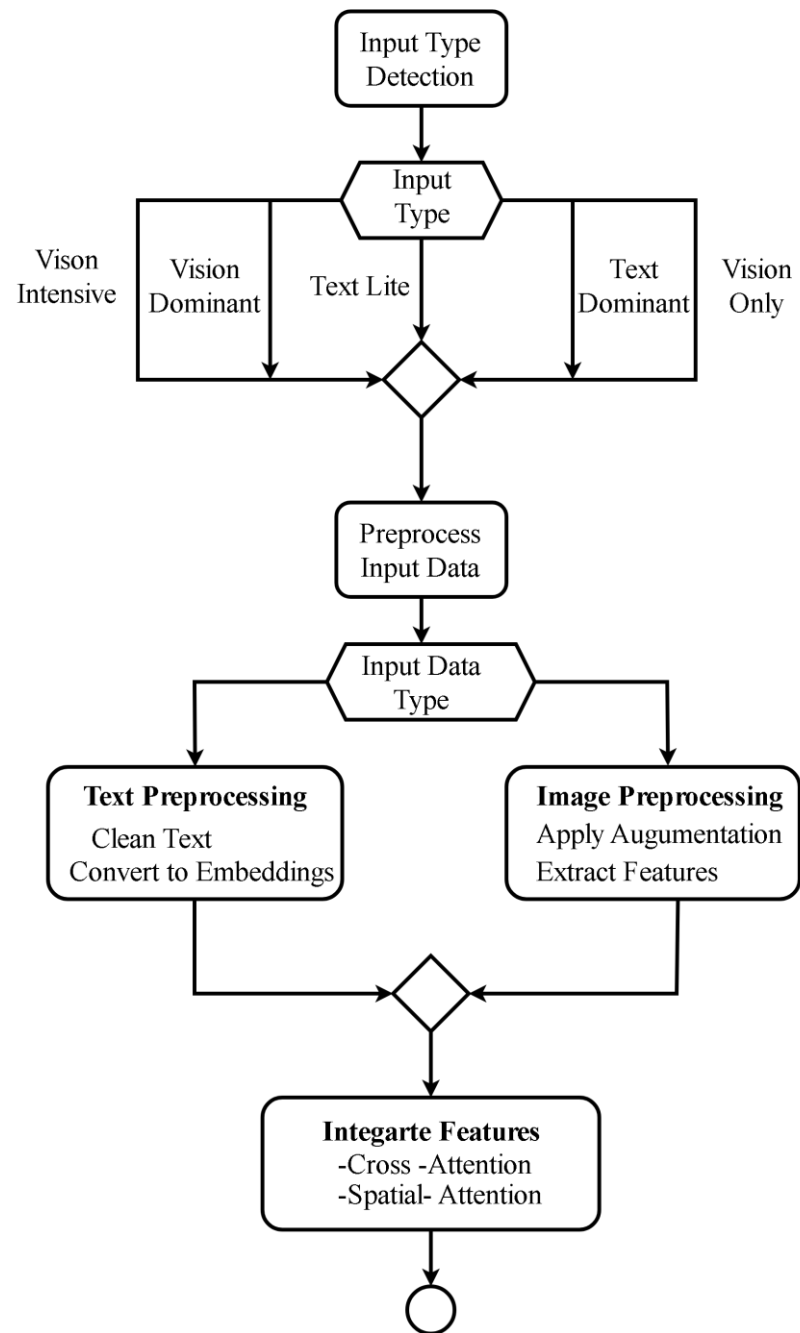 Input Type
Detection
Input
Type
Vison
Intensive
Vision
Dominant
Text Lite
Text
Dominant
Vision
Only
Preprocess
Input Data
Input Data
Type
Text Preprocessing
Clean Text
Convert to Embeddings
Image Preprocessing
Apply Augumentation
Extract Features
Integarte Features
-Cross -Attention
-Spatial- Attention